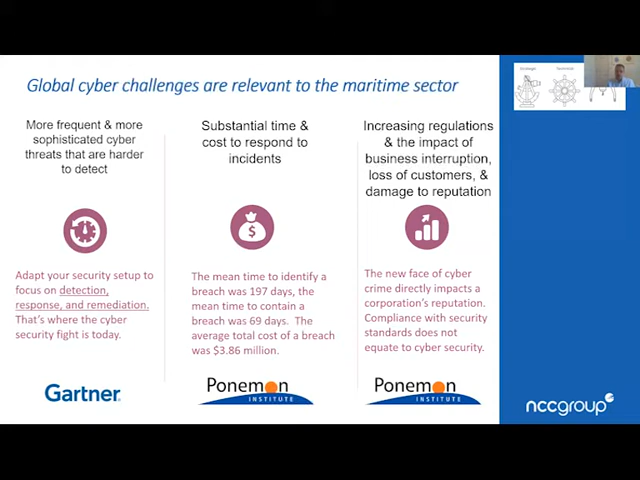 Global cyber challenges are relevant to the maritime sector
More frequent & more
sophisticated cyber
threats that are harder
to detect
Adapt your security setup to
focus on detection,
response, and remediation.
That's where the cyber
security fight is today.
Gartner
Substantial time &
cost to respond to
incidents
$
The mean time to identify a
breach was 197 days, the
mean time to contain a
breach was 69 days. The
average total cost of a breach
was $3.86 million.
Ponemon
INSTITUTE
Increasing regulations
& the impact of
business interruption,
loss of customers, &
damage to reputation
The new face of cyber
crime directly impacts a
corporation's reputation.
Compliance with security
standards does not
equate to cyber security.
Ponemon
INSTITUTE
nccgroup